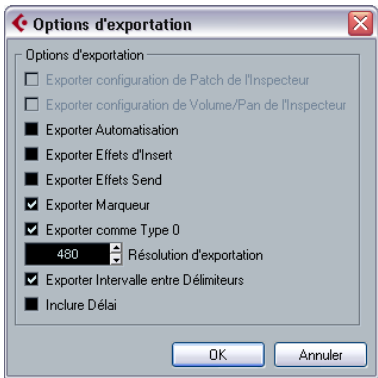 Options d'exportation
Options d'exportation
Exporter configuration de Patch de l'Inspecteur
Exporter configuration de Volume/Pan de l'Inspecteur
Exporter Automatisation
Exporter Effets d'Insert
Exporter Effets Send
Exporter Marqueur
Exporter comme Type 0
480 Résolution d'exportation
Exporter Intervalle entre Délimiteurs
Inclure Délai
OK Annuler